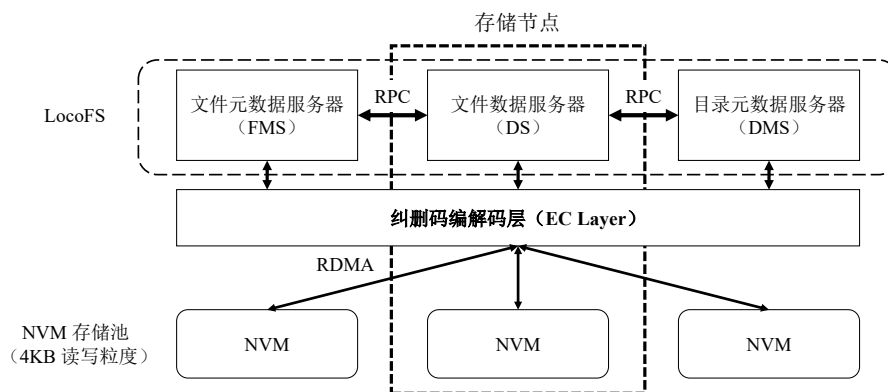 存储节点
LocoFS
文件元数据服务器
（FMS）
RPC
文件数据服务器
（DS）
RPC
目录元数据服务器
（DMS）
纠删码编解码层（EC Layer）
RDMA
NVM 存储池
（4KB 读写粒度）
NVM
NVM
NVM